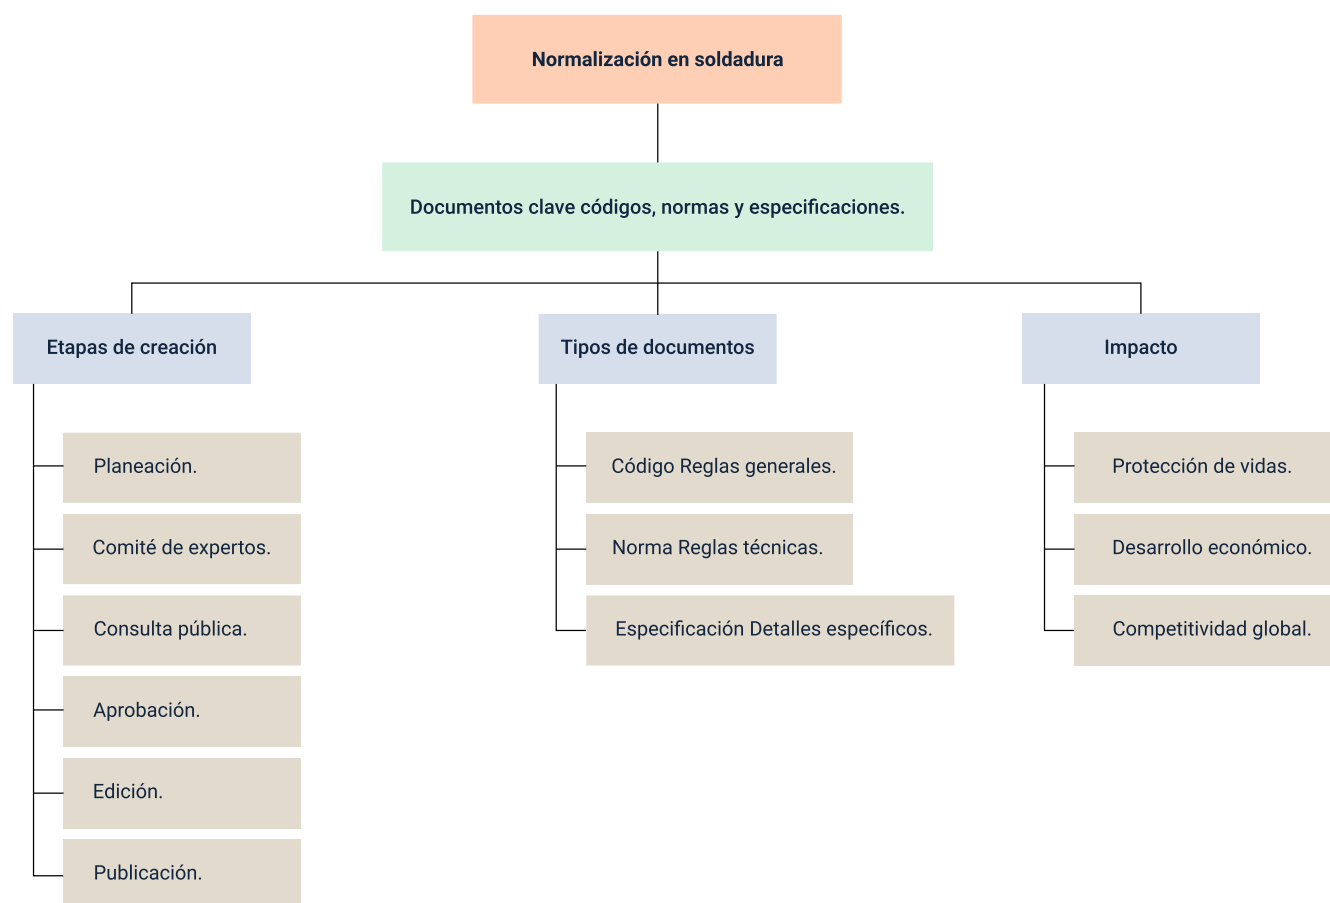 Normalización en soldadura
Documentos clave códigos, normas y especificaciones.
Etapas de creación
Planeación.
Comité de expertos.
Consulta pública.
Aprobación.
Edición.
Publicación.
Tipos de documentos
Código Reglas generales.
Norma Reglas técnicas.
Especificación Detalles específicos.
Impacto
Protección de vidas.
Desarrollo económico.
Competitividad global.